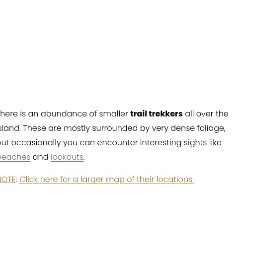 here is an abundance of smaller trail trekkers all over the
sland. These are mostly surrounded by very dense foliage,
ut occasionally you can encounter interesting sights like
beaches and lookouts.
NOTE: Click here for a larger map of their locations.